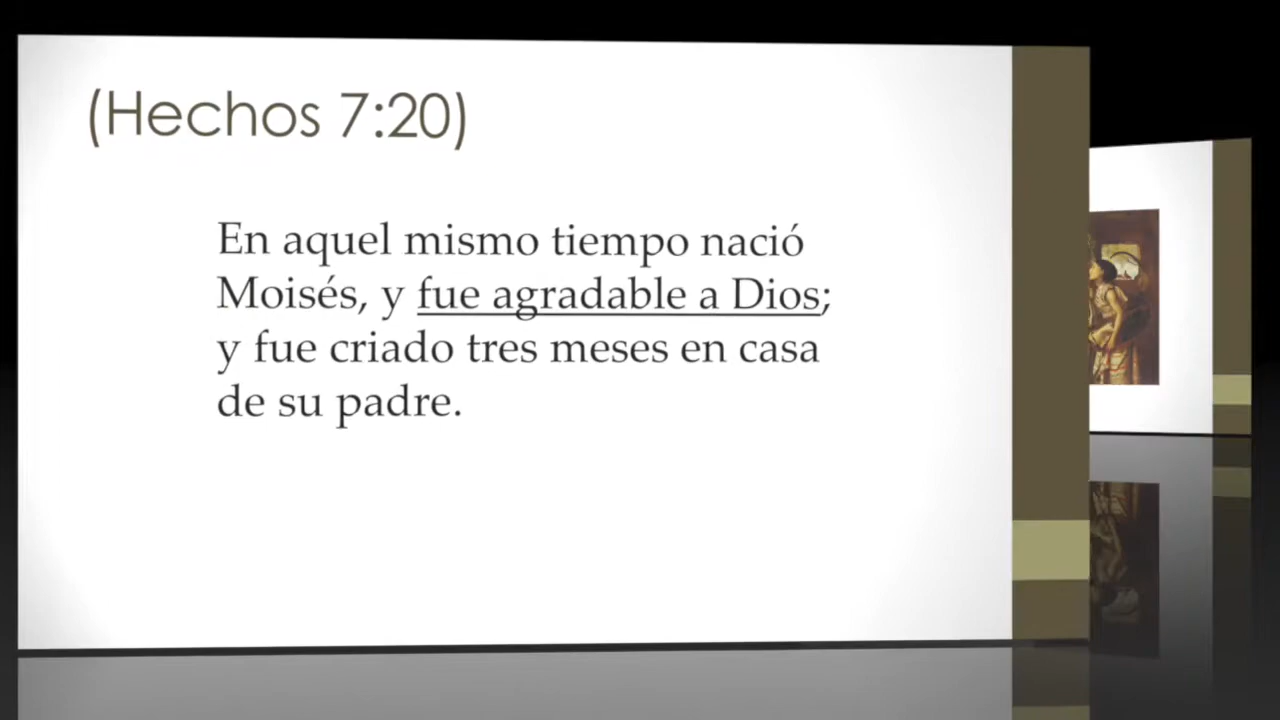 (Hechos 7:20)
En aquel mismo tiempo nació
Moisés, y fue agradable a Dios;
y fue criado tres meses en casa
de su padre.